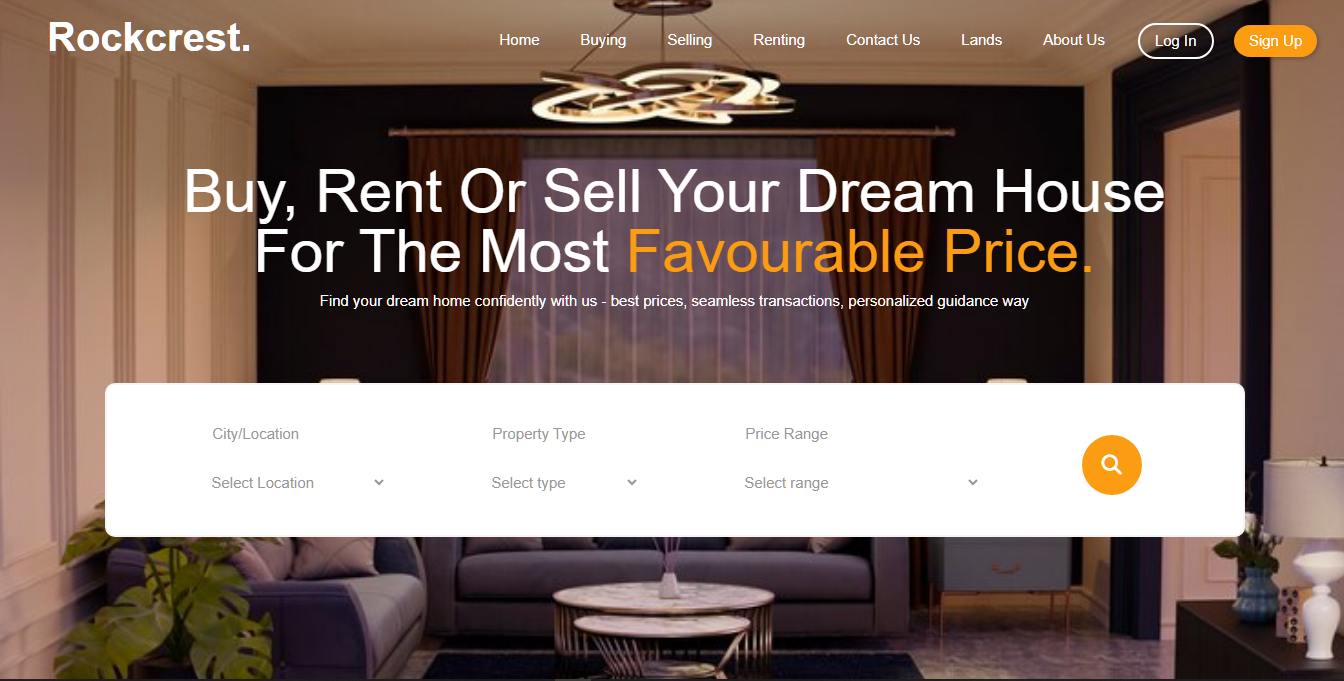 Rockcrest.
Home Buying Selling Renting Contact Us Lands About Us Log In Sign Up
Buy, Rent Or Sell Your Dream House
For The Most Favourable Price.
Find your dream home confidently with us - best prices, seamless transactions, personalized guidance way
City/Location Property Type Price Range
Select Location Select type Select range